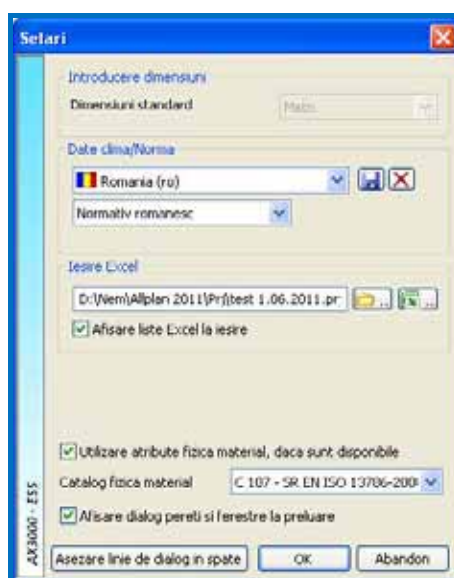 Setari
Introducere dimensiuni
Dimensiuni standard
Metri
Date clima/Norma
Romania (ru)
Normativ romanesc
Iesire Excel
D:\Nem\Allplan 2011\Prj\test 1.06.2011.pr
Afisare liste Excel la iesire
Utilizare atribute fizica material, daca sunt disponibile
Catalog fizica material
C 107 - SR EN ISO 13786-200
Afisare dialog pereti si ferestre la preluare
Asezare linie de dialog in spate
OK
Abandon
AX3000 - ESS